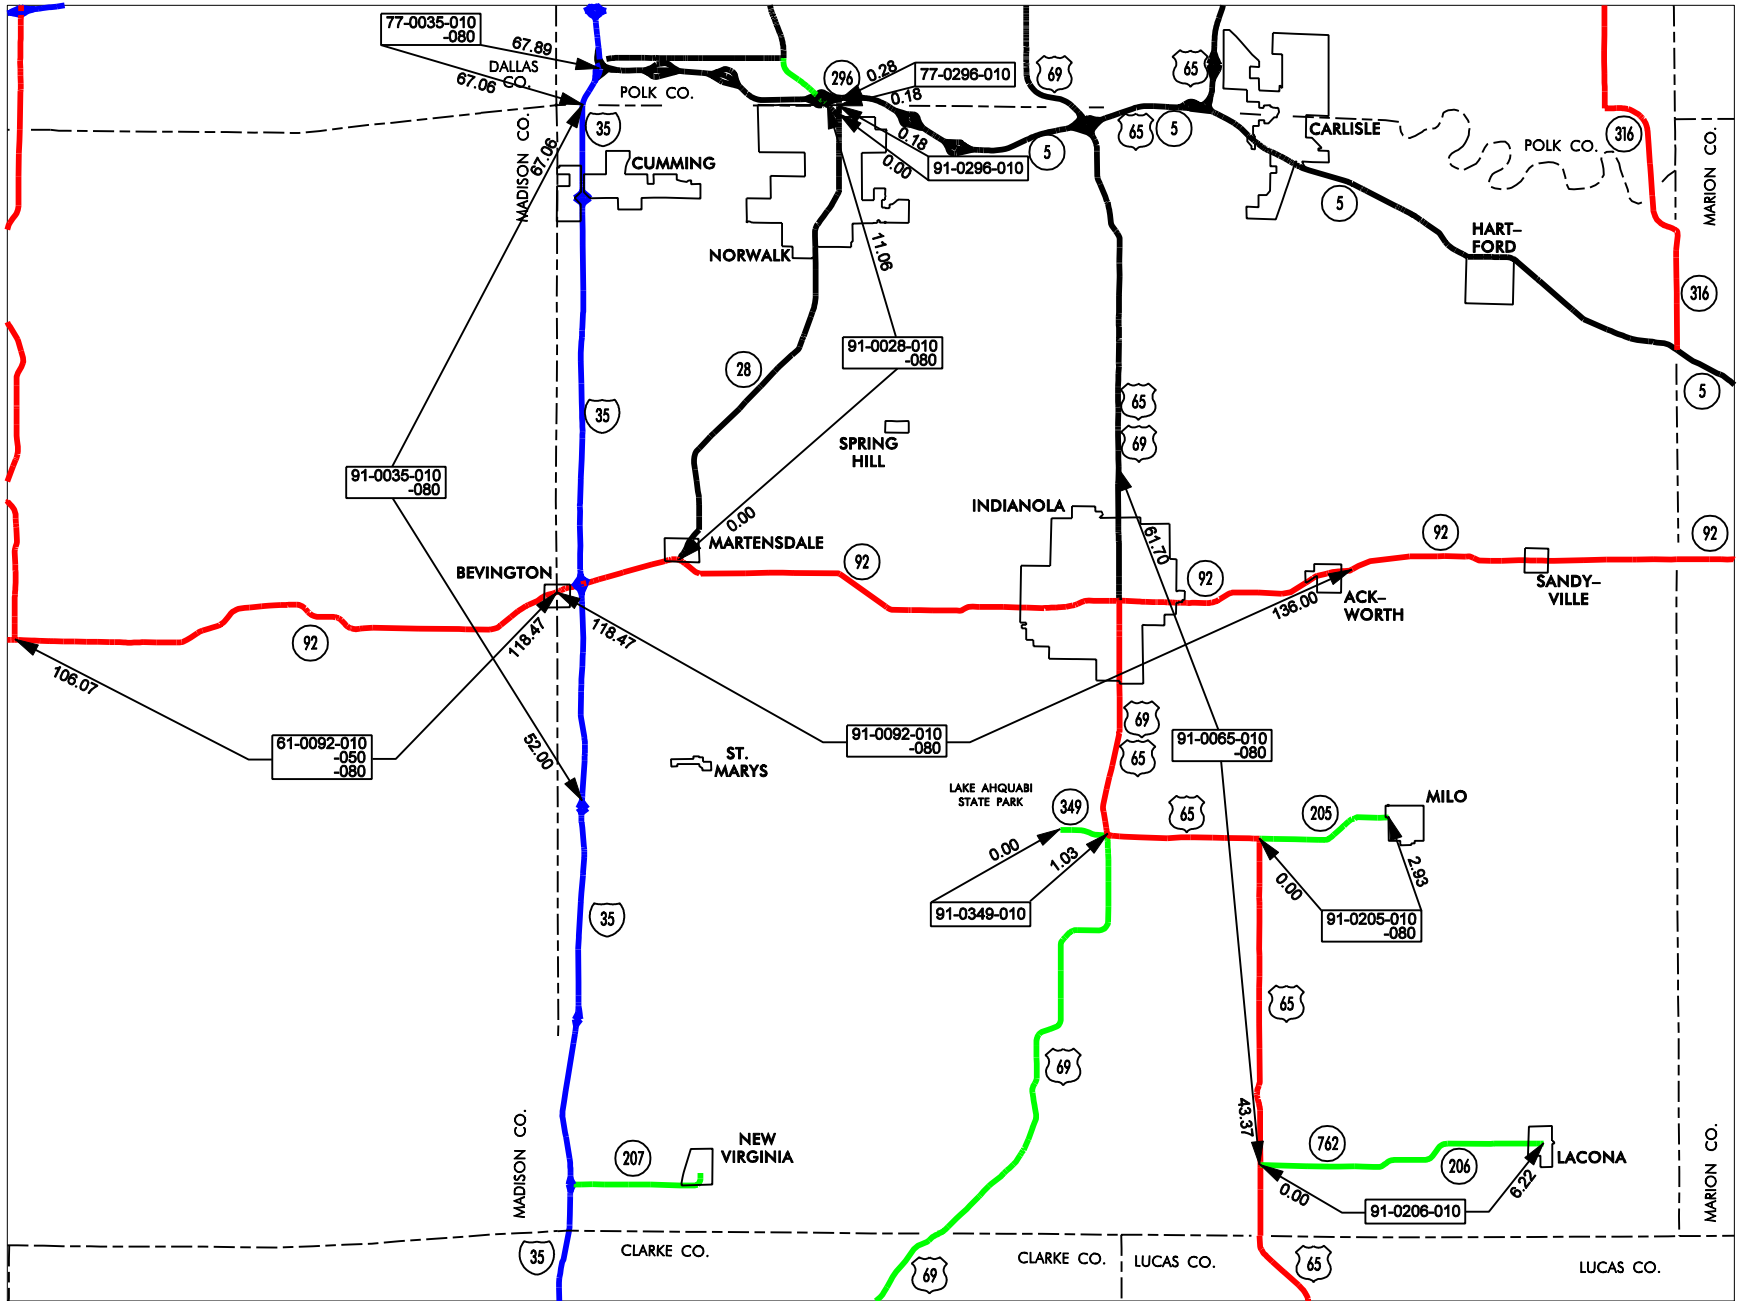 77-0035-010
-080
67.89
DALLAS
CO.
67.06
POLK CO.
296
0.28
77-0296-010
0.18
69
65
35
MADISON CO.
67.06
CUMMING
0.18
0.00
91-0296-010
5
65
5
CARLISLE
POLK CO.
316
MARION CO.
5
NORWALK
11.06
HART-
FORD
316
91-0028-010
-080
28
5
35
65
69
SPRING
HILL
91-0035-010
-080
INDIANOLA
0.00
MARTENSDALE
61.70
92
92
92
BEVINGTON
92
92
SANDY-
VILLE
ACK-
WORTH
136.00
118.47
118.47
92
106.07
52.00
61-0092-010
-050
-080
91-0092-010
-080
69
65
91-0065-010
-080
ST.
MARYS
LAKE AHQUABI
STATE PARK
349
65
205
MILO
0.00
1.03
2.93
0.00
91-0349-010
91-0205-010
-080
35
65
69
43.37
MADISON CO.
207
NEW
VIRGINIA
762
206
LACONA
MARION CO.
0.00
6.22
91-0206-010
35
CLARKE CO.
69
CLARKE CO.
LUCAS CO.
65
LUCAS CO.